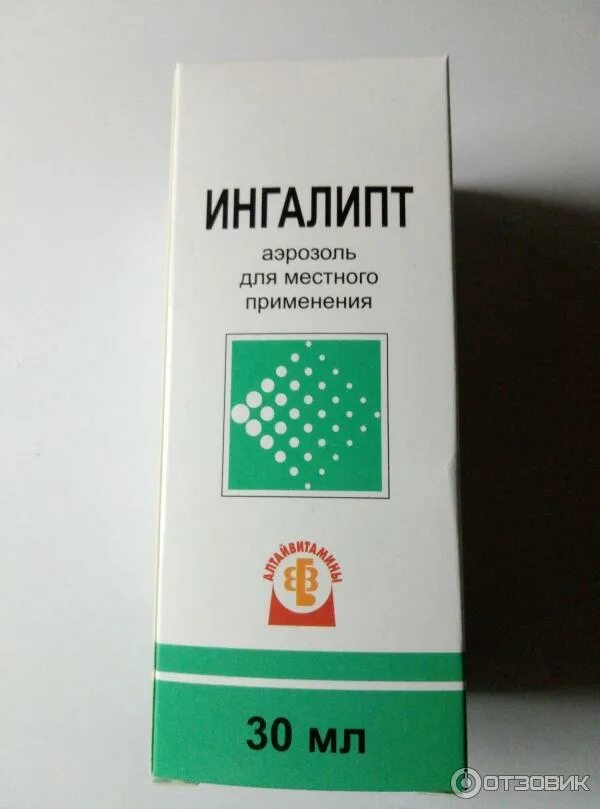 ИНГАЛИПТ
аэрозоль
для местного
применения
АЛТАЙВИТАМИНЫ
30 мл
ОТЗОВИК